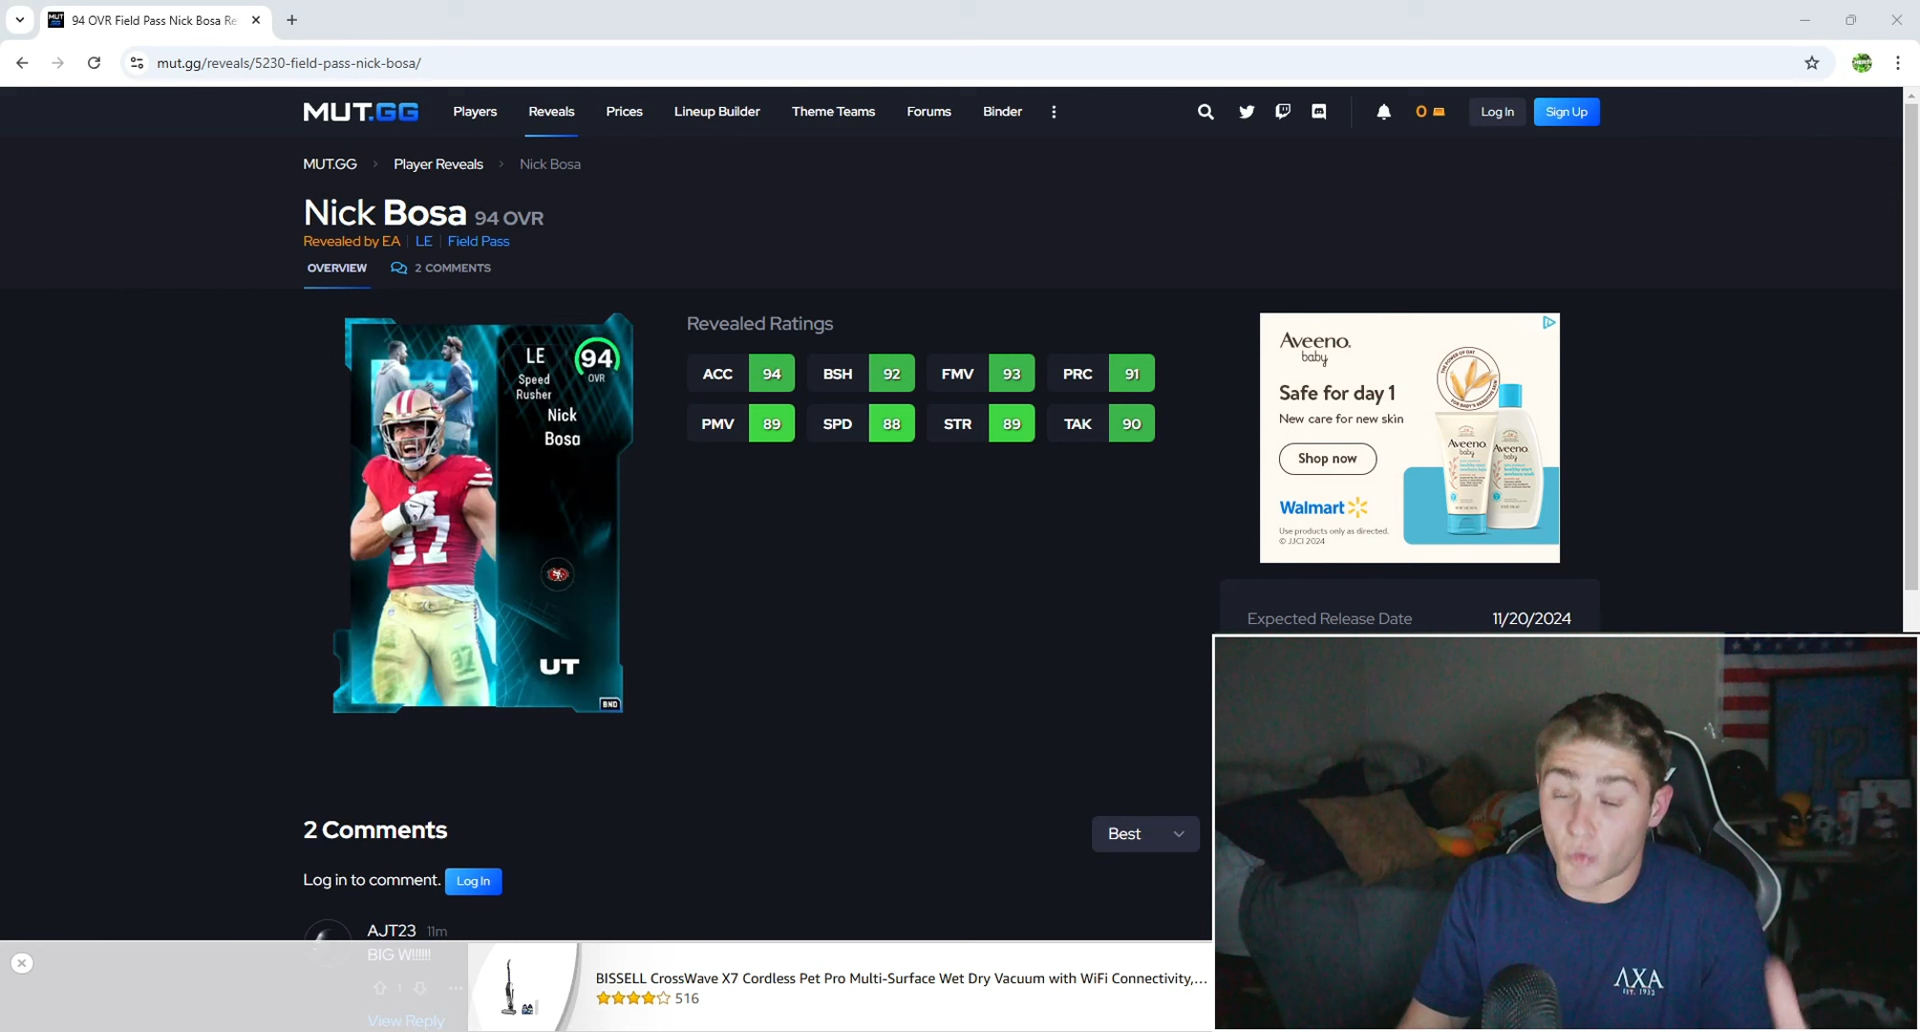 94 OVR Field Pass Nick Bosa Re
mut.gg/reveals/5230-field-pass-nick-bosa/
MUT.GG
Players
Reveals
Prices
Lineup Builder
Theme Teams
Forums
Binder
0
Log In
Sign Up
MUT.GG > Player Reveals > Nick Bosa
Nick Bosa 94 OVR
Revealed by EA | LE | Field Pass
OVERVIEW
2 COMMENTS
LE
94
OVR
Speed
Rusher
Nick
Bosa
97
UT
BND
Revealed Ratings
ACC 94
BSH 92
FMV 93
PRC 91
PMV 89
SPD 88
STR 89
TAK 90
Aveeno.
baby
Safe for day 1
New care for new skin
Shop now
Walmart
Use products only as directed.
© JJCI 2024
Expected Release Date 11/20/2024
2 Comments
Best
Log in to comment. Log In
AJT23 11m
BIG W!!!!!!
1
View Reply
BISSELL CrossWave X7 Cordless Pet Pro Multi-Surface Wet Dry Vacuum with WiFi Connectivity,...
516
12
ΛΧΑ